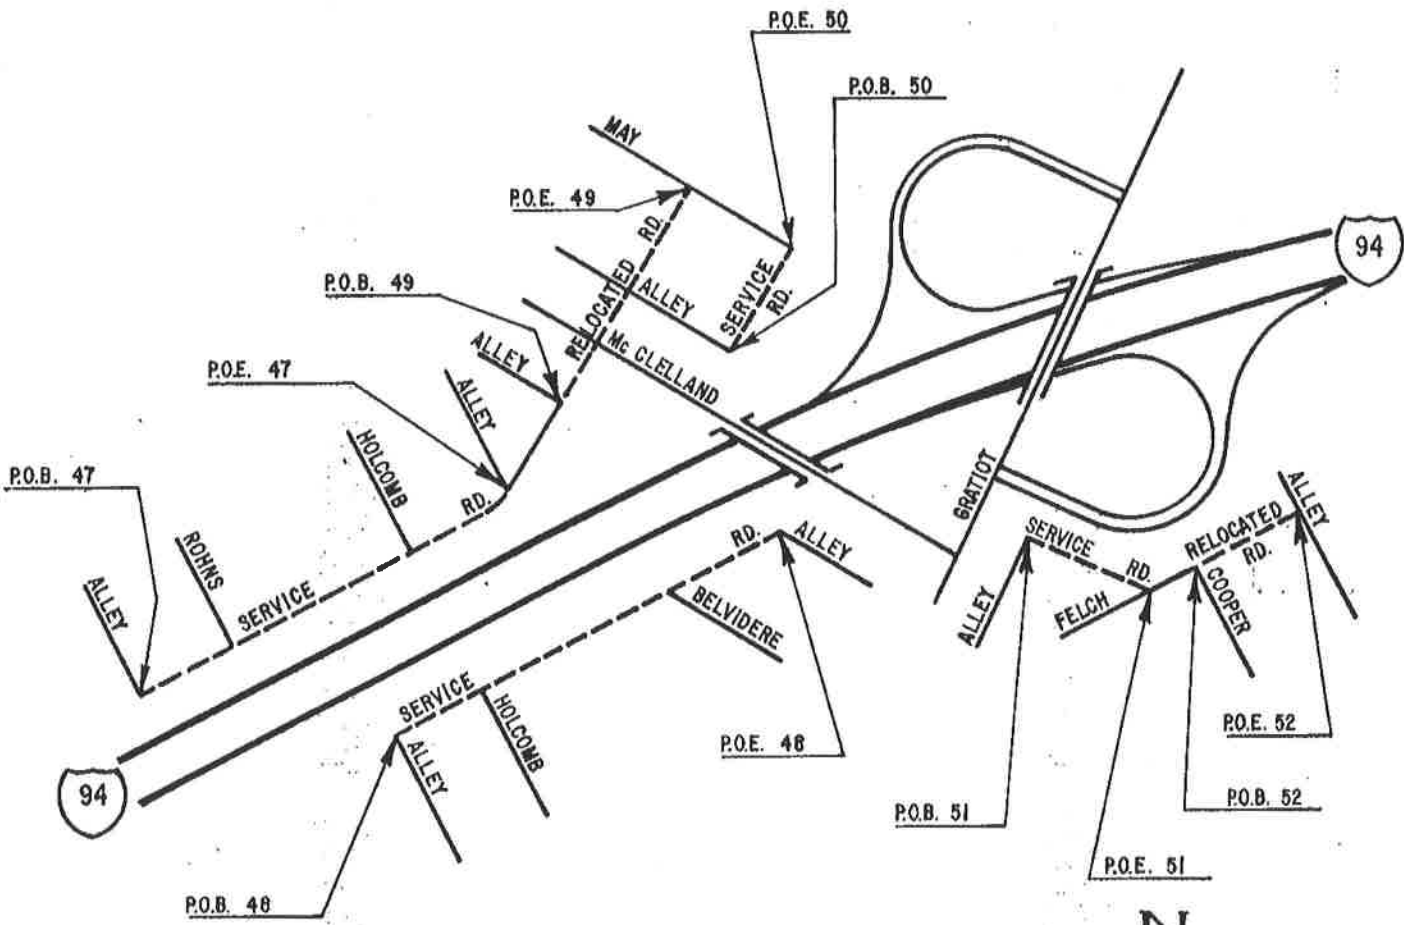 P.O.E. 50
P.O.B. 50
MAY
P.O.E. 49
RELOCATED RD.
SERVICE RD.
ALLEY
P.O.B. 49
94
ALLEY
Mc CLELLAND
P.O.E. 47
ALLEY
HOLCOMB
P.O.B. 47
RD.
GRATIOT
ROHNS
ALLEY
SERVICE
RD.
ALLEY
SERVICE RD.
RELOCATED RD.
ALLEY
BELVIDERE
ALLEY
FELCH
COOPER
SERVICE
HOLCOMB
ALLEY
P.O.E. 48
P.O.E. 52
94
P.O.B. 51
P.O.B. 52
P.O.E. 51
P.O.B. 48
N